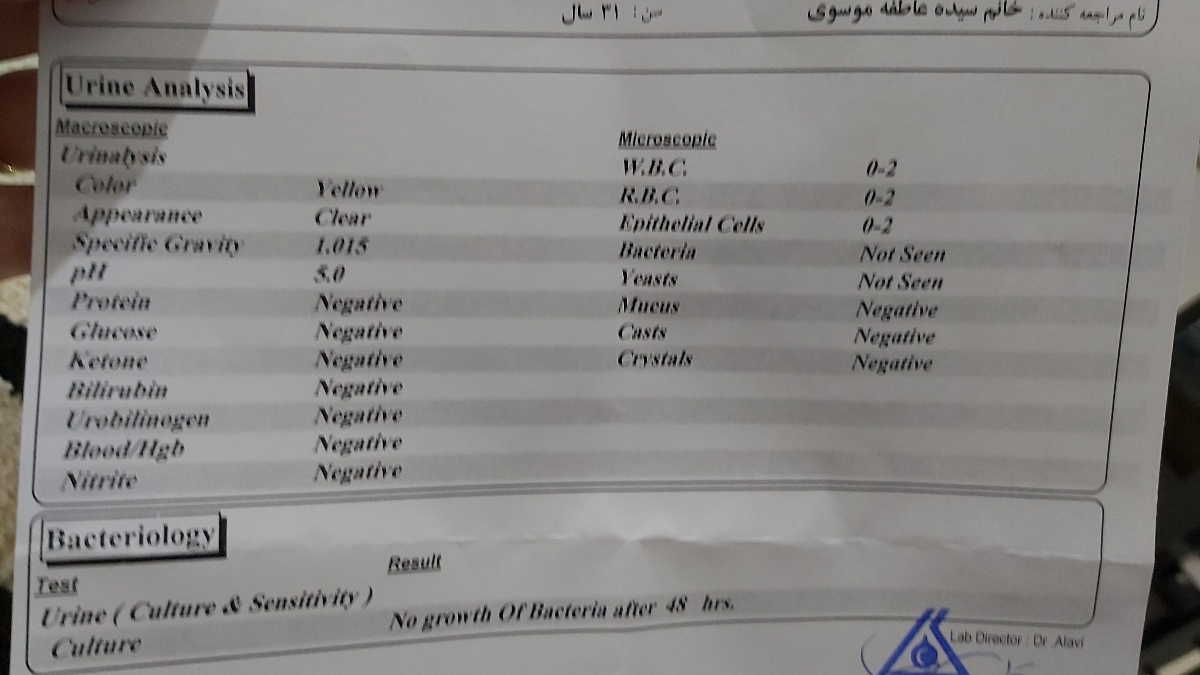 نام مراجعه کننده : خانم سیده عاطفه موسوی سن : ۳۱ سال
Urine Analysis
Macroscopic
Urinalysis
Color Yellow
Appearance Clear
Specific Gravity 1.015
pH 5.0
Protein Negative
Glucose Negative
Ketone Negative
Bilirubin Negative
Urobilinogen Negative
Blood/Hgb Negative
Nitrite Negative
Microscopic
W.B.C. 0-2
R.B.C. 0-2
Epithelial Cells 0-2
Bacteria Not Seen
Yeasts Not Seen
Mucus Negative
Casts Negative
Crystals Negative
Bacteriology
Test Result
Urine ( Culture & Sensitivity )
Culture No growth Of Bacteria after 48 hrs.
Lab Director : Dr .Alavi